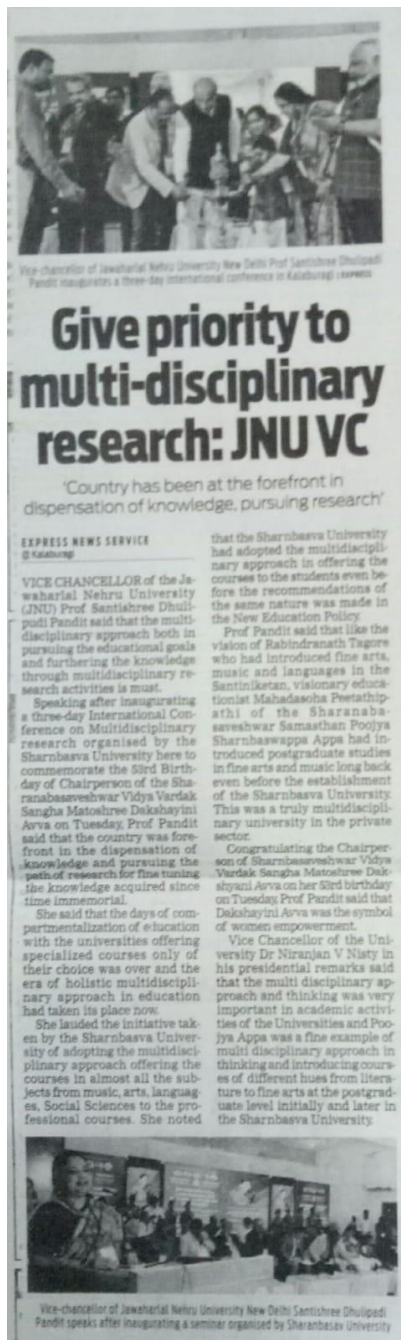 Vice-chancellor of Jawaharlal Nehru University New Delhi Prof Santishree Dhulipadi
Pandit inaugurates a three-day international conference in Kalaburagi | EXPRESS
Give priority to
multi-disciplinary
research: JNU VC
'Country has been at the forefront in
dispensation of knowledge, pursuing research'
EXPRESS NEWS SERVICE
@ Kalaburagi
VICE CHANCELLOR of the Ja-
waharlal Nehru University
(JNU) Prof Santishree Dhuli-
pudi Pandit said that the multi-
disciplinary approach both in
pursuing the educational goals
and furthering the knowledge
through multidisciplinary re-
search activities is must.
Speaking after inaugurating
a three-day International Con-
ference on Multidisciplinary
research organised by the
Sharnbasva University here to
commemorate the 53rd Birth-
day of Chairperson of the Sha-
ranabasaveshwar Vidya Vardak
Sangha Matoshree Dakshayini
Avva on Tuesday, Prof Pandit
said that the country was fore-
front in the dispensation of
knowledge and pursuing the
path of research for fine tuning
the knowledge acquired since
time immemorial.
She said that the days of com-
partmentalization of education
with the universities offering
specialized courses only of
their choice was over and the
era of holistic multidiscipli-
nary approach in education
had taken its place now.
She lauded the initiative tak-
en by the Sharnbasva Univer-
sity of adopting the multidisci-
plinary approach offering the
courses in almost all the sub-
jects from music, arts, languag-
es, Social Sciences to the pro-
fessional courses. She noted
that the Sharnbasva University
had adopted the multidiscipli-
nary approach in offering the
courses to the students even be-
fore the recommendations of
the same nature was made in
the New Education Policy.
Prof Pandit said that like the
vision of Rabindranath Tagore
who had introduced fine arts,
music and languages in the
Santiniketan, visionary educa-
tionist Mahadasoha Peetathip-
athi of the Sharanaba-
saveshwar Samasthan Poojya
Sharnbaswappa Appa had in-
troduced postgraduate studies
in fine arts and music long back
even before the establishment
of the Sharnbasva University.
This was a truly multidiscipli-
nary university in the private
sector.
Congratulating the Chairper-
son of Sharnbasaveshwar Vidya
Vardak Sangha Matoshree Dak-
shyani Avva on her 53rd birthday
on Tuesday, Prof Pandit said that
Dakshayini Avva was the symbol
of women empowerment.
Vice Chancellor of the Uni-
versity Dr Niranjan V Nisty in
his presidential remarks said
that the multi disciplinary ap-
proach and thinking was very
important in academic activi-
ties of the Universities and Poo-
jya Appa was a fine example of
multi disciplinary approach in
thinking and introducing cours-
es of different hues from litera-
ture to fine arts at the postgrad-
uate level initially and later in
the Sharnbasva University.
Vice-chancellor of Jawaharlal Nehru University New Delhi Santishree Dhulipadi
Pandit speaks after inaugurating a seminar organised by Sharanbasav University